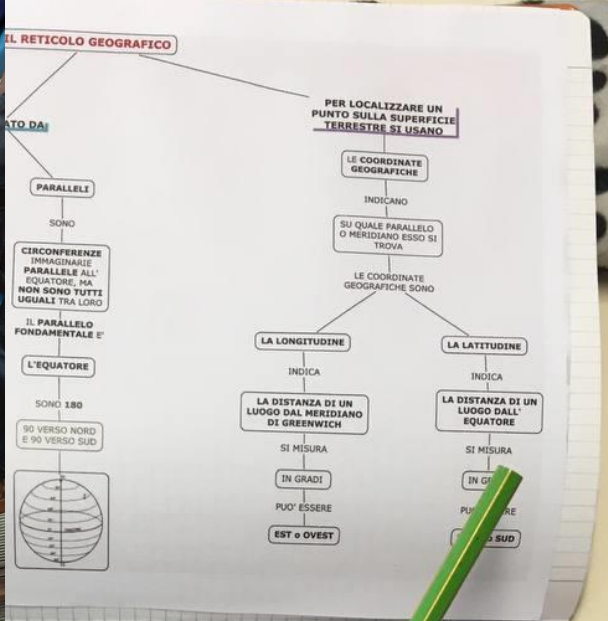 IL RETICOLO GEOGRAFICO
DA:
PARALLELI
SONO
CIRCONFERENZE
IMMAGINARIE
PARALLELE ALL'
EQUATORE, MA
NON SONO TUTTI
UGUALI TRA LORO
IL PARALLELO
FONDAMENTALE E'
L'EQUATORE
SONO 180
90 VERSO NORD
E 90 VERSO SUD
PER LOCALIZZARE UN
PUNTO SULLA SUPERFICIE
TERRESTRE SI USANO
LE COORDINATE
GEOGRAFICHE
INDICANO
SU QUALE PARALLELO
O MERIDIANO ESSO SI
TROVA
LE COORDINATE
GEOGRAFICHE SONO
LA LONGITUDINE
INDICA
LA DISTANZA DI UN
LUOGO DAL MERIDIANO
DI GREENWICH
SI MISURA
IN GRADI
PUO' ESSERE
EST o OVEST
LA LATITUDINE
INDICA
LA DISTANZA DI UN
LUOGO DALL'
EQUATORE
SI MISURA
IN
SUD